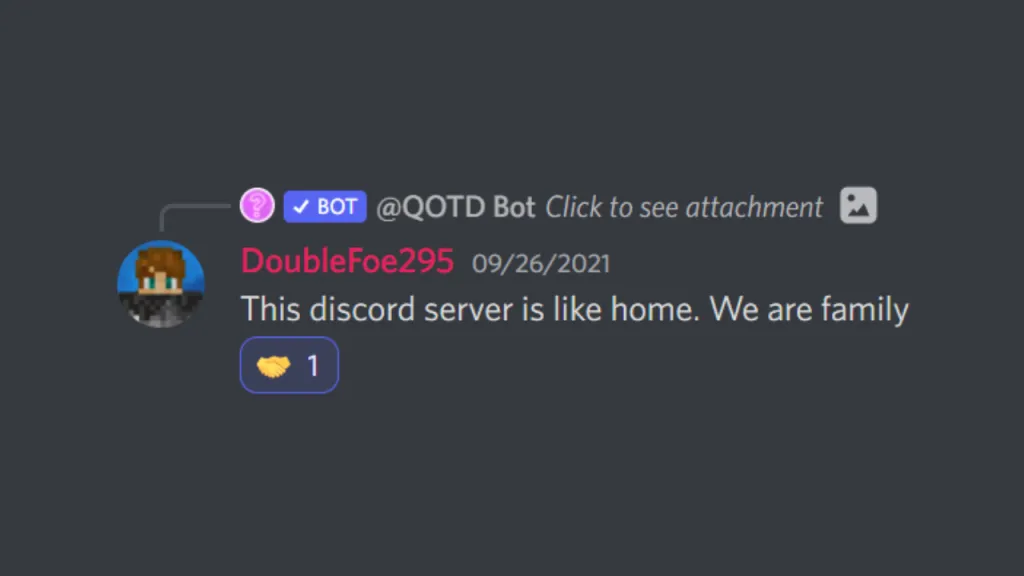 ✓ BOT @QOTD Bot Click to see attachment
DoubleFoe295 09/26/2021
This discord server is like home. We are family
🤝 1